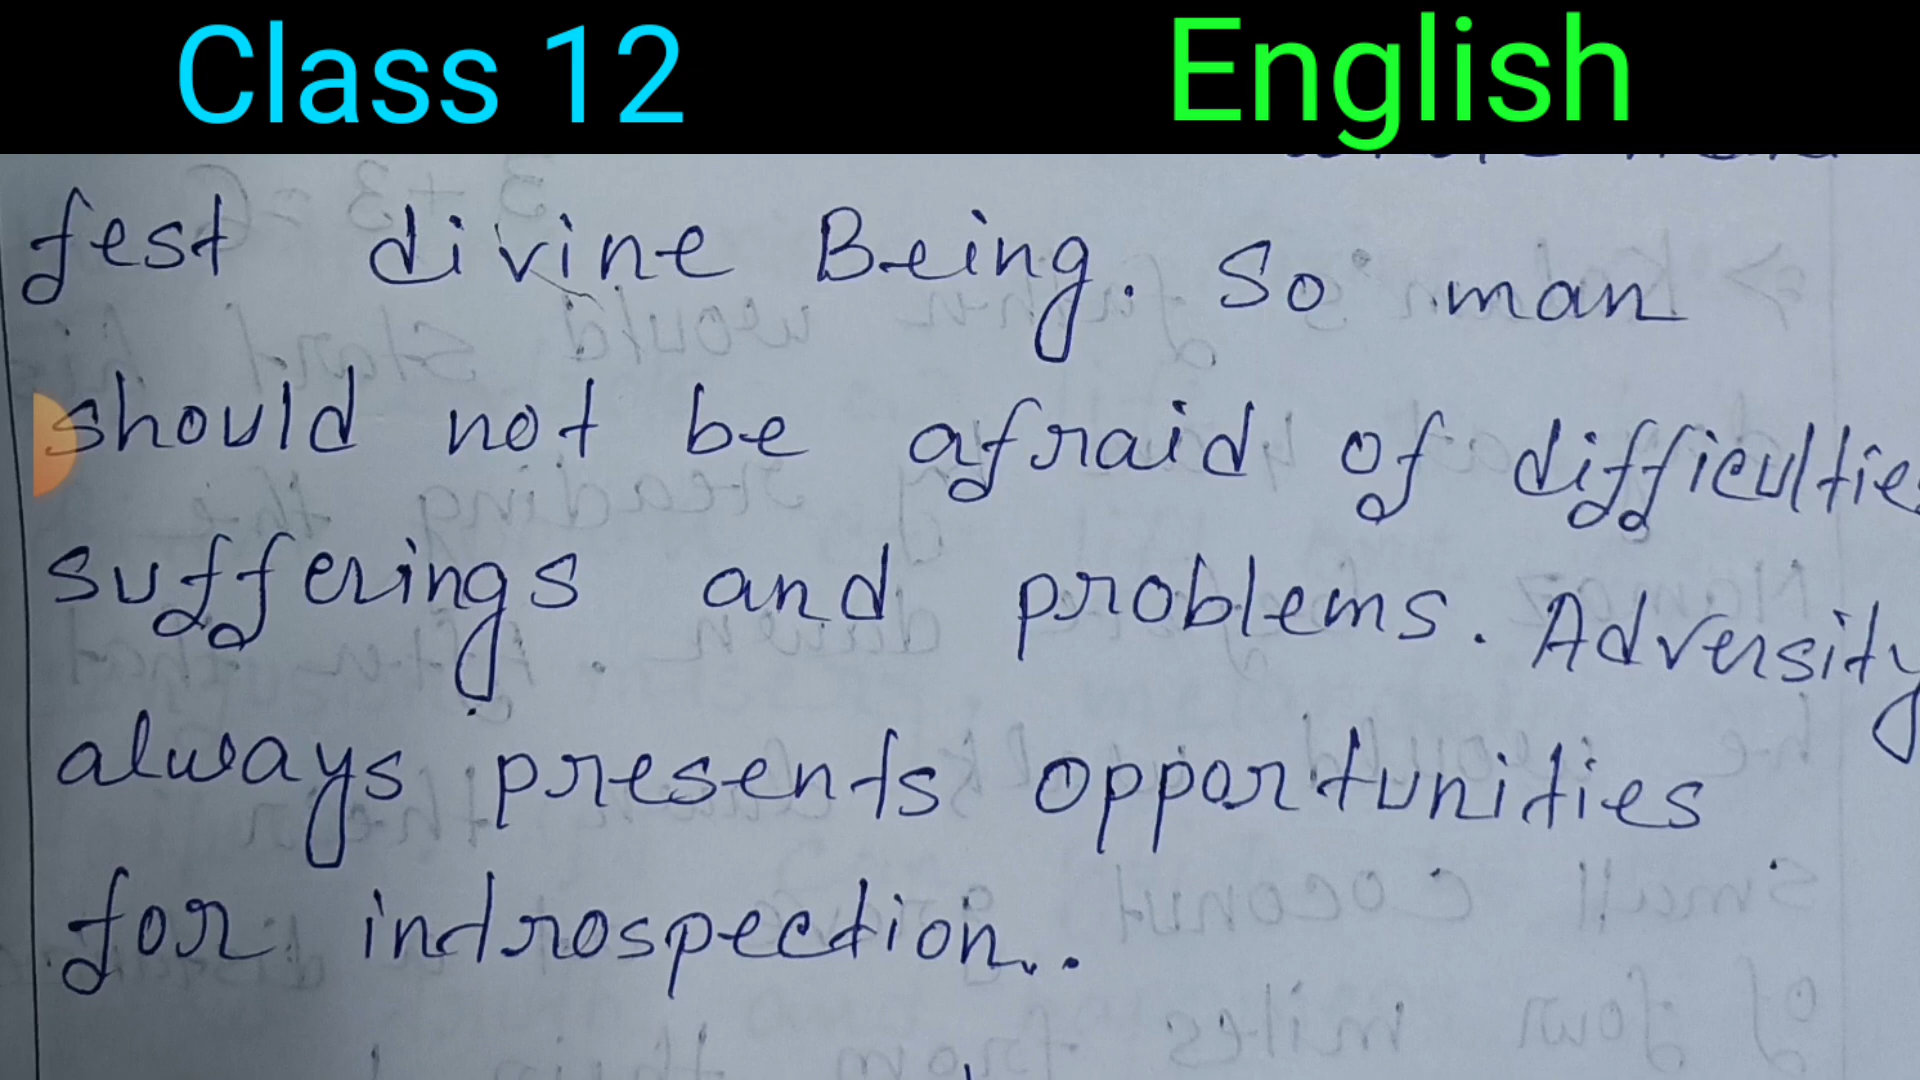 Class 12 English
fest divine Being. So man
should not be afraid of difficultie
sufferings and problems. Adversity
always presents opportunities
for introspection..